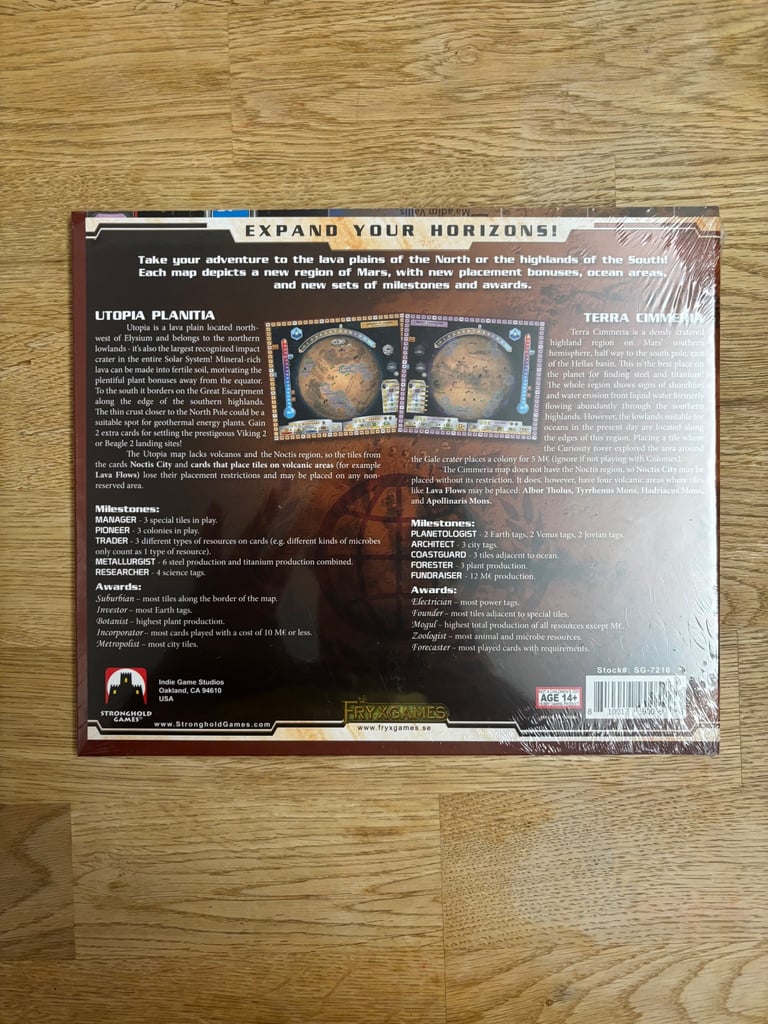 Ma'adim Vallis
EXPAND YOUR HORIZONS!
Take your adventure to the lava plains of the North or the highlands of the South!
Each map depicts a new region of Mars, with new placement bonuses, ocean areas,
and new sets of milestones and awards.
UTOPIA PLANITIA
Utopia is a lava plain located north-
west of Elysium and belongs to the northern
lowlands - it's also the largest recognized impact
crater in the entire Solar System! Mineral-rich
lava can be made into fertile soil, motivating the
plentiful plant bonuses away from the equator.
To the south it borders on the Great Escarpment
along the edge of the southern highlands.
The thin crust closer to the North Pole could be a
suitable spot for geothermal energy plants. Gain
2 extra cards for settling the prestigeous Viking 2
or Beagle 2 landing sites!
The Utopia map lacks volcanos and the Noctis region, so the tiles from
the cards Noctis City and cards that place tiles on volcanic areas (for example
Lava Flows) lose their placement restrictions and may be placed on any non-
reserved area.
Milestones:
MANAGER - 3 special tiles in play.
PIONEER - 3 colonies in play.
TRADER - 3 different types of resources on cards (e.g. different kinds of microbes
only count as 1 type of resource).
METALLURGIST - 6 steel production and titanium production combined.
RESEARCHER - 4 science tags.
Awards:
Suburbian – most tiles along the border of the map.
Investor – most Earth tags.
Botanist – highest plant production.
Incorporator – most cards played with a cost of 10 M€ or less.
Metropolist – most city tiles.
TERRA CIMMERIA
Terra Cimmeria is a densly cratered
highland region on Mars' southern
hemisphere, half way to the south pole, east
of the Hellas basin. This is the best place on
the planet for finding steel and titanium!
The whole region shows signs of shorelines
and water erosion from liquid water formerly
flowing abundantly through the southern
highlands. However, the lowlands suitable for
oceans in the present day are located along
the edges of this region. Placing a tile where
the Curiosity rover explored the area around
the Gale crater places a colony for 5 M€ (ignore if not playing with Colonies).
The Cimmeria map does not have the Noctis region, so Noctis City may be
placed without its restriction. It does, however, have four volcanic areas where tiles
like Lava Flows may be placed: Albor Tholus, Tyrrhenus Mons, Hadriacus Mons,
and Apollinaris Mons.
Milestones:
PLANETOLOGIST - 2 Earth tags, 2 Venus tags, 2 Jovian tags.
ARCHITECT - 3 city tags.
COASTGUARD - 3 tiles adjacent to ocean.
FORESTER - 3 plant production.
FUNDRAISER - 12 M€ production.
Awards:
Electrician – most power tags.
Founder – most tiles adjacent to special tiles.
Mogul – highest total production of all resources except M€.
Zoologist – most animal and microbe resources.
Forecaster – most played cards with requirements.
Stock#: SG-7210
STRONGHOLD
GAMES
Indie Game Studios
Oakland, CA 94610
USA
www.StrongholdGames.com
FRYXGAMES
www.fryxgames.se
AGE 14+